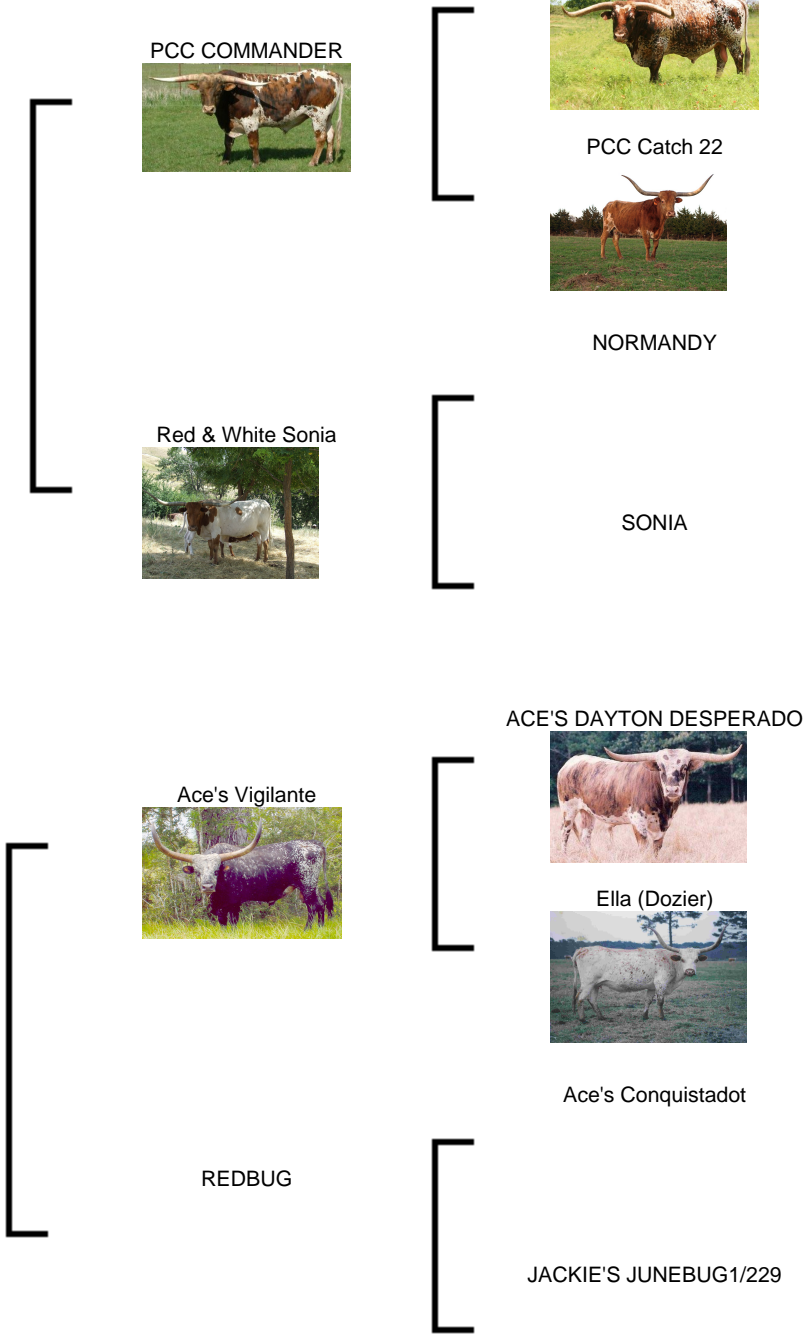 PCC COMMANDER
PCC Catch 22
NORMANDY
Red & White Sonia
SONIA
ACE'S DAYTON DESPERADO
Ace's Vigilante
Ella (Dozier)
Ace's Conquistadot
REDBUG
JACKIE'S JUNEBUG1/229